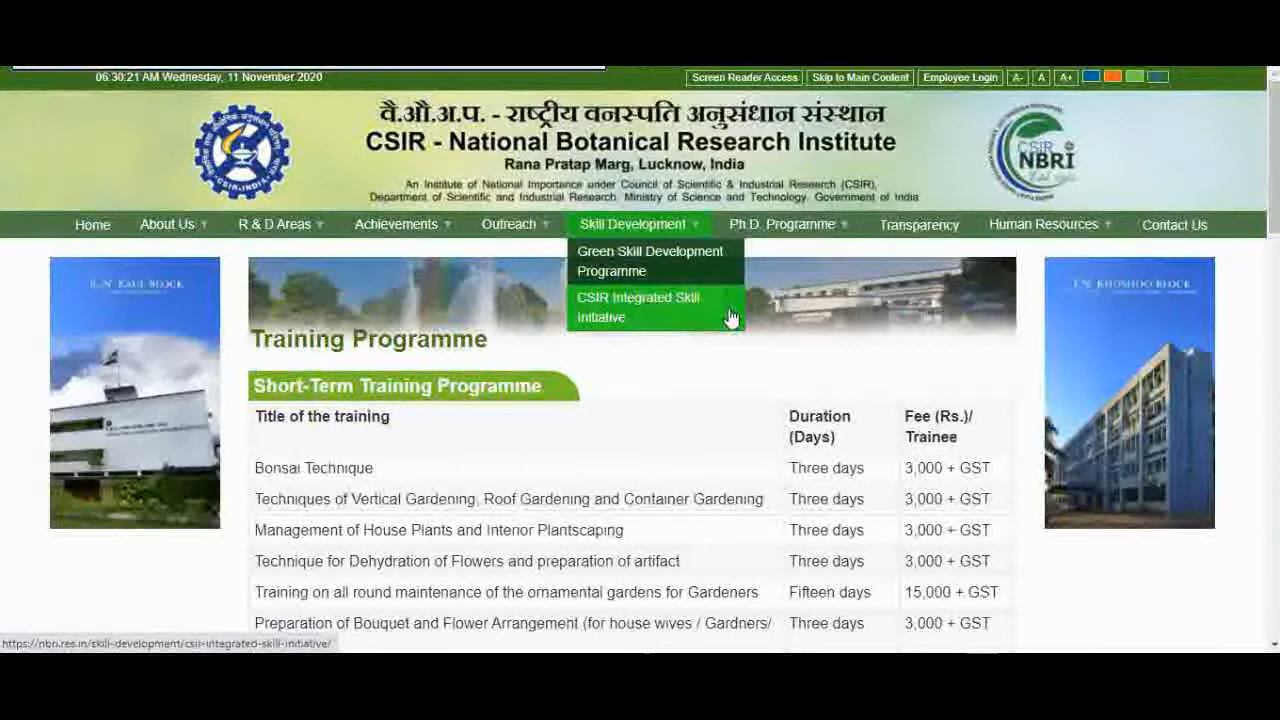 06:30:21 AM Wednesday, 11 November 2020
Screen Reader Access
Skip to Main Content
Employee Login
A-
A
A+
वै.औ.अ.प. - राष्ट्रीय वनस्पति अनुसंधान संस्थान
CSIR - National Botanical Research Institute
Rana Pratap Marg, Lucknow, India
An Institute of National Importance under Council of Scientific & Industrial Research (CSIR),
Department of Scientific and Industrial Research. Ministry of Science and Technology. Government of India
CSIR-INDIA
CSIR
NBRI
Home
About Us
R & D Areas
Achievements
Outreach
Skill Development
Ph.D. Programme
Transparency
Human Resources
Contact Us
Green Skill Development
Programme
CSIR Integrated Skill
Initiative
K.N. KAUL BLOCK
T.N. KHOSHOO BLOCK
Training Programme
Short-Term Training Programme
Title of the training
Duration
(Days)
Fee (Rs.)/
Trainee
Bonsai Technique Three days 3,000 + GST
Techniques of Vertical Gardening, Roof Gardening and Container Gardening Three days 3,000 + GST
Management of House Plants and Interior Plantscaping Three days 3,000 + GST
Technique for Dehydration of Flowers and preparation of artifact Three days 3,000 + GST
Training on all round maintenance of the ornamental gardens for Gardeners Fifteen days 15,000 + GST
Preparation of Bouquet and Flower Arrangement (for house wives / Gardners/ Three days 3,000 + GST
https://nbri.res.in/skill-development/csir-integrated-skill-initiative/